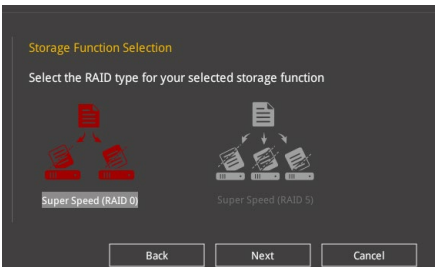 Storage Function Selection
Select the RAID type for your selected storage function
Super Speed (RAID 0)
Super Speed (RAID 5)
Back
Next
Cancel